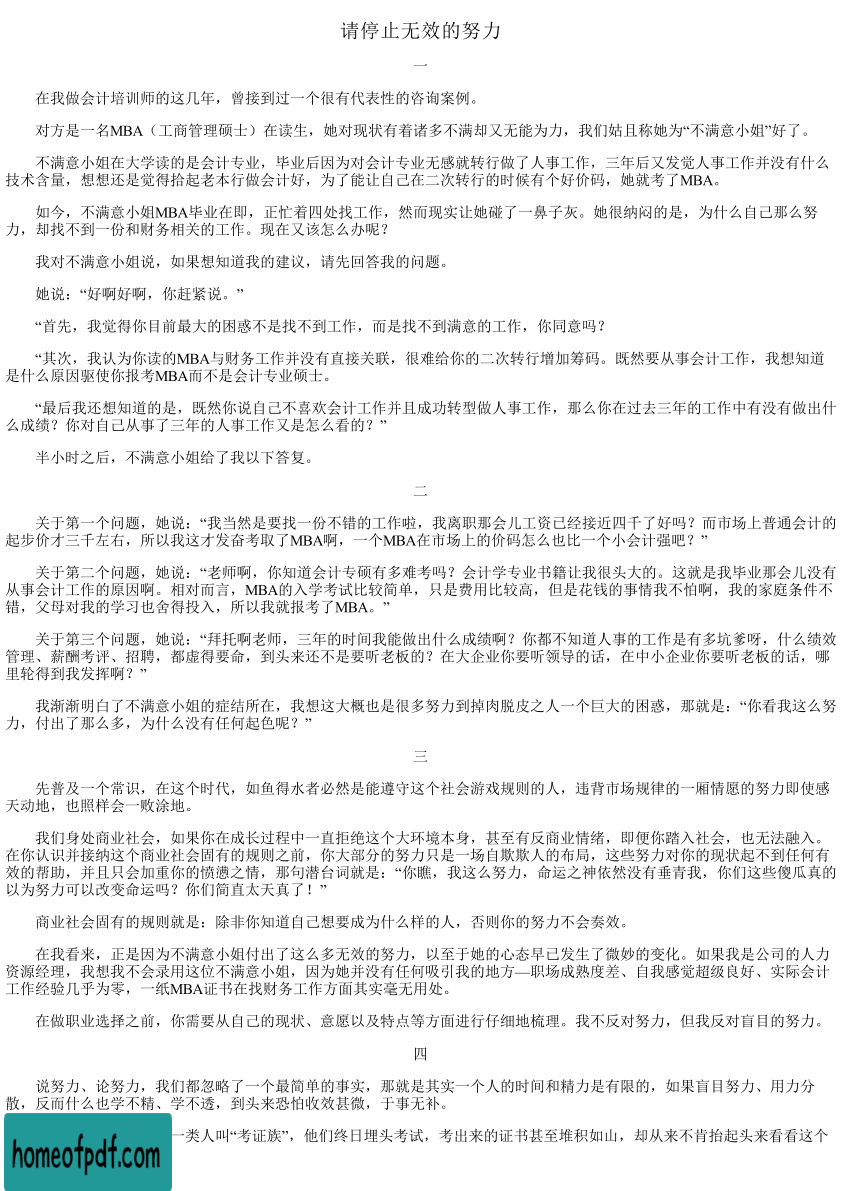 请停止无效的努力
一
在我做会计培训师的这几年，曾接到过一个很有代表性的咨询案例。
对方是一名MBA（工商管理硕士）在读生，她对现状有着诸多不满却又无能为力，我们姑且称她为“不满意小姐”好了。
不满意小姐在大学读的是会计专业，毕业后因为对会计专业无感就转行做了人事工作，三年后又发觉人事工作并没有什么
技术含量，想想还是觉得拾起老本行做会计好，为了能让自己在二次转行的时候有个好价码，她就考了MBA。
如今，不满意小姐MBA毕业在即，正忙着四处找工作，然而现实让她碰了一鼻子灰。她很纳闷的是，为什么自己那么努
力，却找不到一份和财务相关的工作。现在又该怎么办呢？
我对不满意小姐说，如果想知道我的建议，请先回答我的问题。
她说：“好啊好啊，你赶紧说。”
“首先，我觉得你目前最大的困惑不是找不到工作，而是找不到满意的工作，你同意吗？
“其次，我认为你读的MBA与财务工作并没有直接关联，很难给你的二次转行增加筹码。既然要从事会计工作，我想知道
是什么原因驱使你报考MBA而不是会计专业硕士。
“最后我还想知道的是，既然你说自己不喜欢会计工作并且成功转型做人事工作，那么你在过去三年的工作中有没有做出什
么成绩？你对自己从事了三年的人事工作又是怎么看的？”
半小时之后，不满意小姐给了我以下答复。
二
关于第一个问题，她说：“我当然是要找一份不错的工作啦，我离职那会儿工资已经接近四千了好吗？而市场上普通会计的
起步价才三千左右，所以我这才发奋考取了MBA啊，一个MBA在市场上的价码怎么也比一个小会计强吧？”
关于第二个问题，她说：“老师啊，你知道会计专硕有多难考吗？会计学专业书籍让我很头大的。这就是我毕业那会儿没有
从事会计工作的原因啊。相对而言，MBA的入学考试比较简单，只是费用比较高，但是花钱的事情我不怕啊，我的家庭条件不
错，父母对我的学习也舍得投入，所以我就报考了MBA。”
关于第三个问题，她说：“拜托啊老师，三年的时间我能做出什么成绩啊？你都不知道人事的工作是有多坑爹呀，什么绩效
管理、薪酬考评、招聘，都虚得要命，到头来还不是要听老板的？在大企业你要听领导的话，在中小企业你要听老板的话，哪
里轮得到我发挥啊？”
我渐渐明白了不满意小姐的症结所在，我想这大概也是很多努力到掉肉脱皮之人一个巨大的困惑，那就是：“你看我这么努
力，付出了那么多，为什么没有任何起色呢？”
三
先普及一个常识，在这个时代，如鱼得水者必然是能遵守这个社会游戏规则的人，违背市场规律的一厢情愿的努力即使感
天动地，也照样会一败涂地。
我们身处商业社会，如果你在成长过程中一直拒绝这个大环境本身，甚至有反商业情绪，即便你踏入社会，也无法融入。
在你认识并接纳这个商业社会固有的规则之前，你大部分的努力只是一场自欺欺人的布局，这些努力对你的现状起不到任何有
效的帮助，并且只会加重你的愤懑之情，那句潜台词就是：“你瞧，我这么努力，命运之神依然没有垂青我，你们这些傻瓜真的
以为努力可以改变命运吗？你们简直太天真了！”
商业社会固有的规则就是：除非你知道自己想要成为什么样的人，否则你的努力不会奏效。
在我看来，正是因为不满意小姐付出了这么多无效的努力，以至于她的心态早已发生了微妙的变化。如果我是公司的人力
资源经理，我想我不会录用这位不满意小姐，因为她并没有任何吸引我的地方—职场成熟度差、自我感觉超级良好、实际会计
工作经验几乎为零，一纸MBA证书在找财务工作方面其实毫无用处。
在做职业选择之前，你需要从自己的现状、意愿以及特点等方面进行仔细地梳理。我不反对努力，但我反对盲目的努力。
四
说努力、论努力，我们都忽略了一个最简单的事实，那就是其实一个人的时间和精力是有限的，如果盲目努力、用力分
散，反而什么也学不精、学不透，到头来恐怕收效甚微，于事无补。
一类人叫“考证族”，他们终日埋头考试，考出来的证书甚至堆积如山，却从来不肯抬起头来看看这个
homeofpdf.com